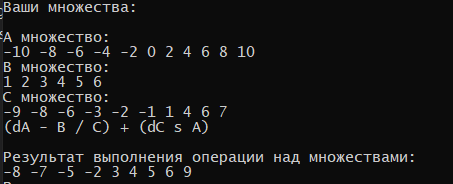 Ваши множества:
А множество:
-10 -8 -6 -4 -2 0 2 4 6 8 10
В множество:
1 2 3 4 5 6
С множество:
-9 -8 -6 -3 -2 -1 1 4 6 7
(dA - B / C) + (dC s A)
Результат выполнения операции над множествами:
-8 -7 -5 -2 3 4 5 6 9